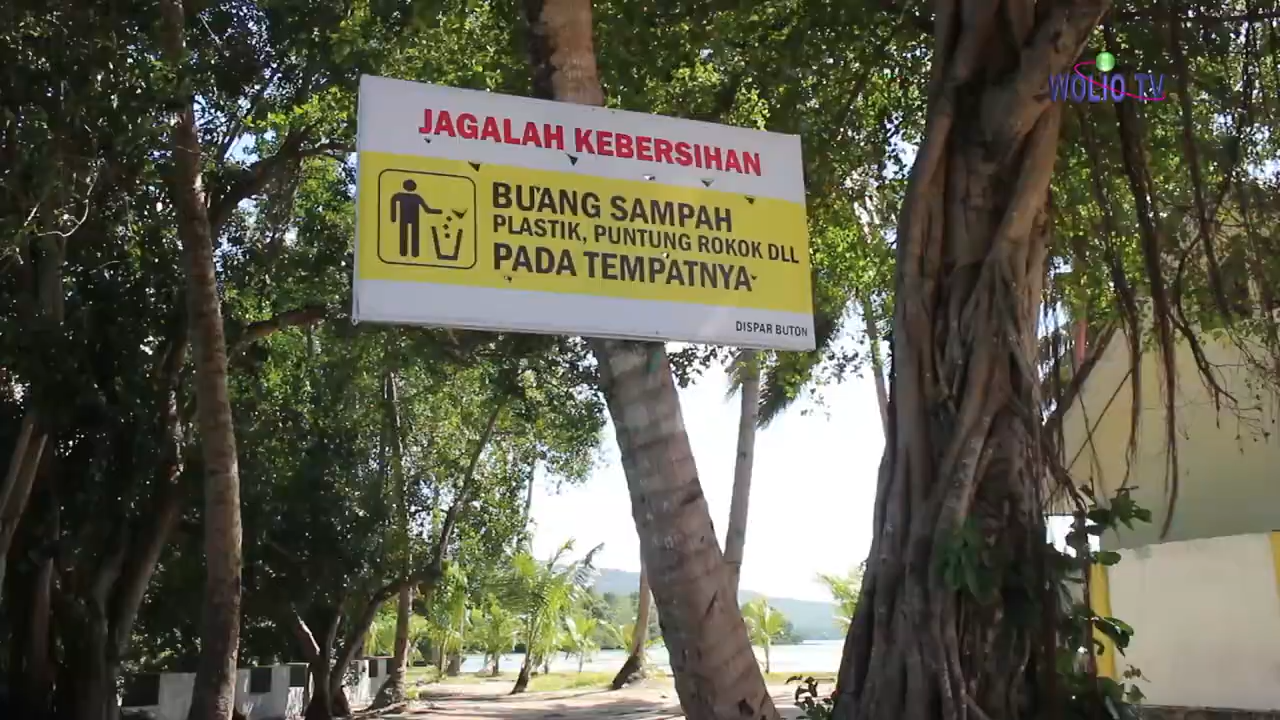 WOLIO TV
JAGALAH KEBERSIHAN
BUANG SAMPAH
PLASTIK, PUNTUNG ROKOK DLL
PADA TEMPATNYA
DISPAR BUTON